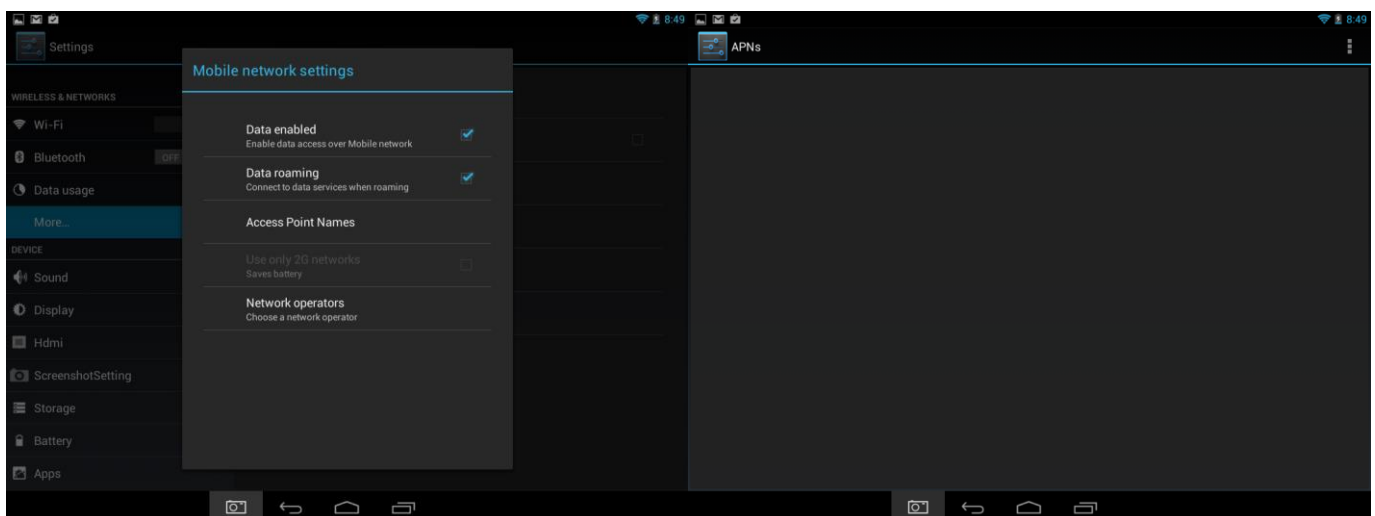 8:49
Settings
WIRELESS & NETWORKS
Wi-Fi
Bluetooth
OFF
Data usage
More...
DEVICE
Sound
Display
Hdmi
ScreenshotSetting
Storage
Battery
Apps
Mobile network settings
Data enabled
Enable data access over Mobile network
Data roaming
Connect to data services when roaming
Access Point Names
Use only 2G networks
Saves battery
Network operators
Choose a network operator
8:49
APNs